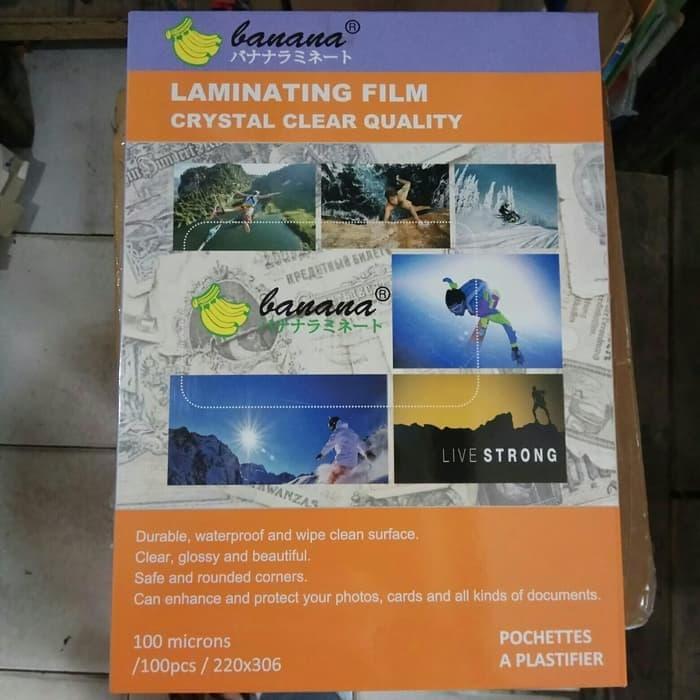 banana®
バナナラミネート
LAMINATING FILM
CRYSTAL CLEAR QUALITY
КРЕДИТНЫЙ БИЛЕТ
banana®
バナナラミネート
LIVE STRONG
KWANZAS
Durable, waterproof and wipe clean surface.
Clear, glossy and beautiful.
Safe and rounded corners.
Can enhance and protect your photos, cards and all kinds of documents.
100 microns
/100pcs / 220x306
POCHETTES
A PLASTIFIER